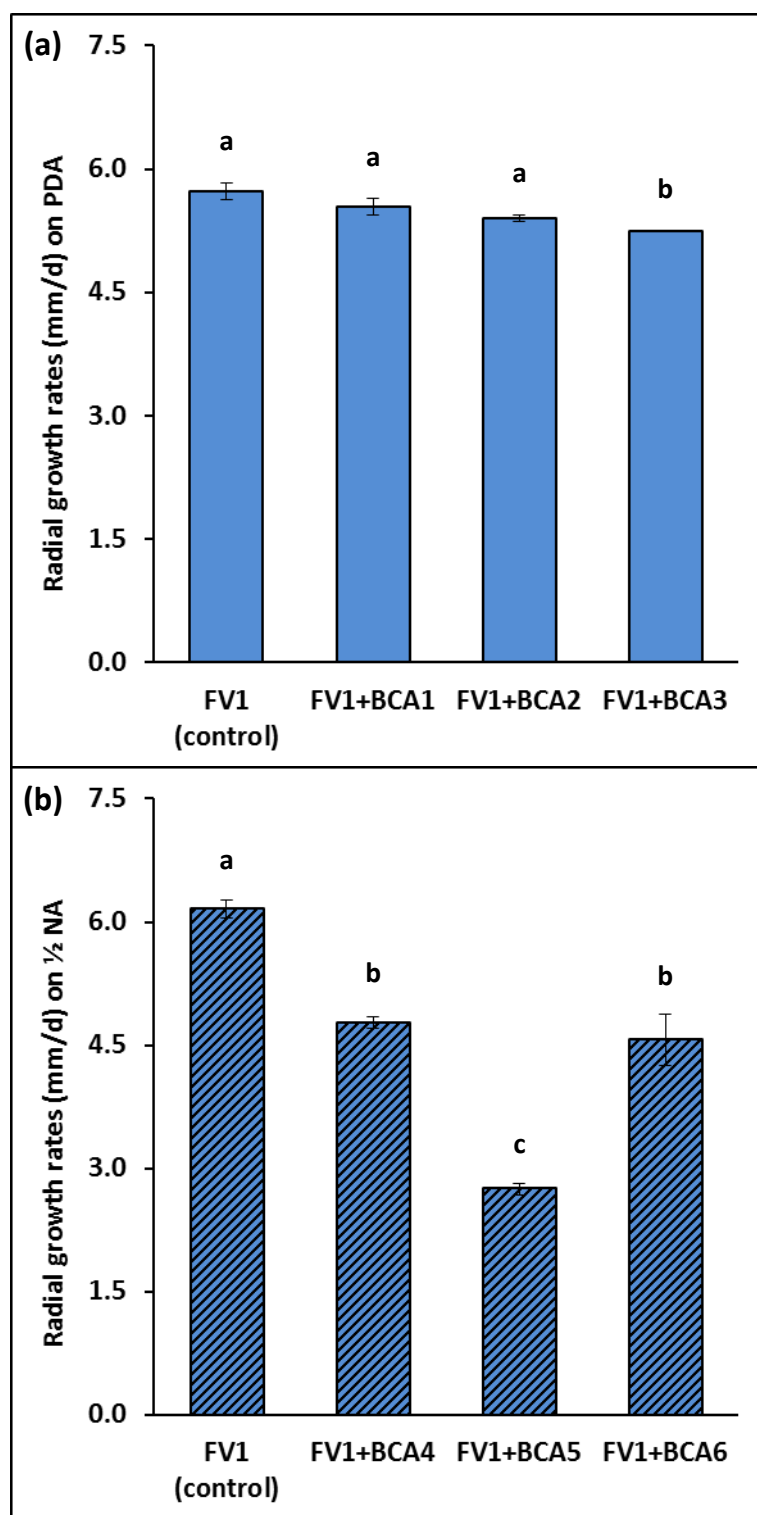 (a)
Radial growth rates (mm/d) on PDA
7.5
6.0
4.5
3.0
1.5
0.0
a
a
a
b
FV1 (control)
FV1+BCA1
FV1+BCA2
FV1+BCA3
(b)
Radial growth rates (mm/d) on ½ NA
7.5
6.0
4.5
3.0
1.5
0.0
a
b
c
b
FV1 (control)
FV1+BCA4
FV1+BCA5
FV1+BCA6